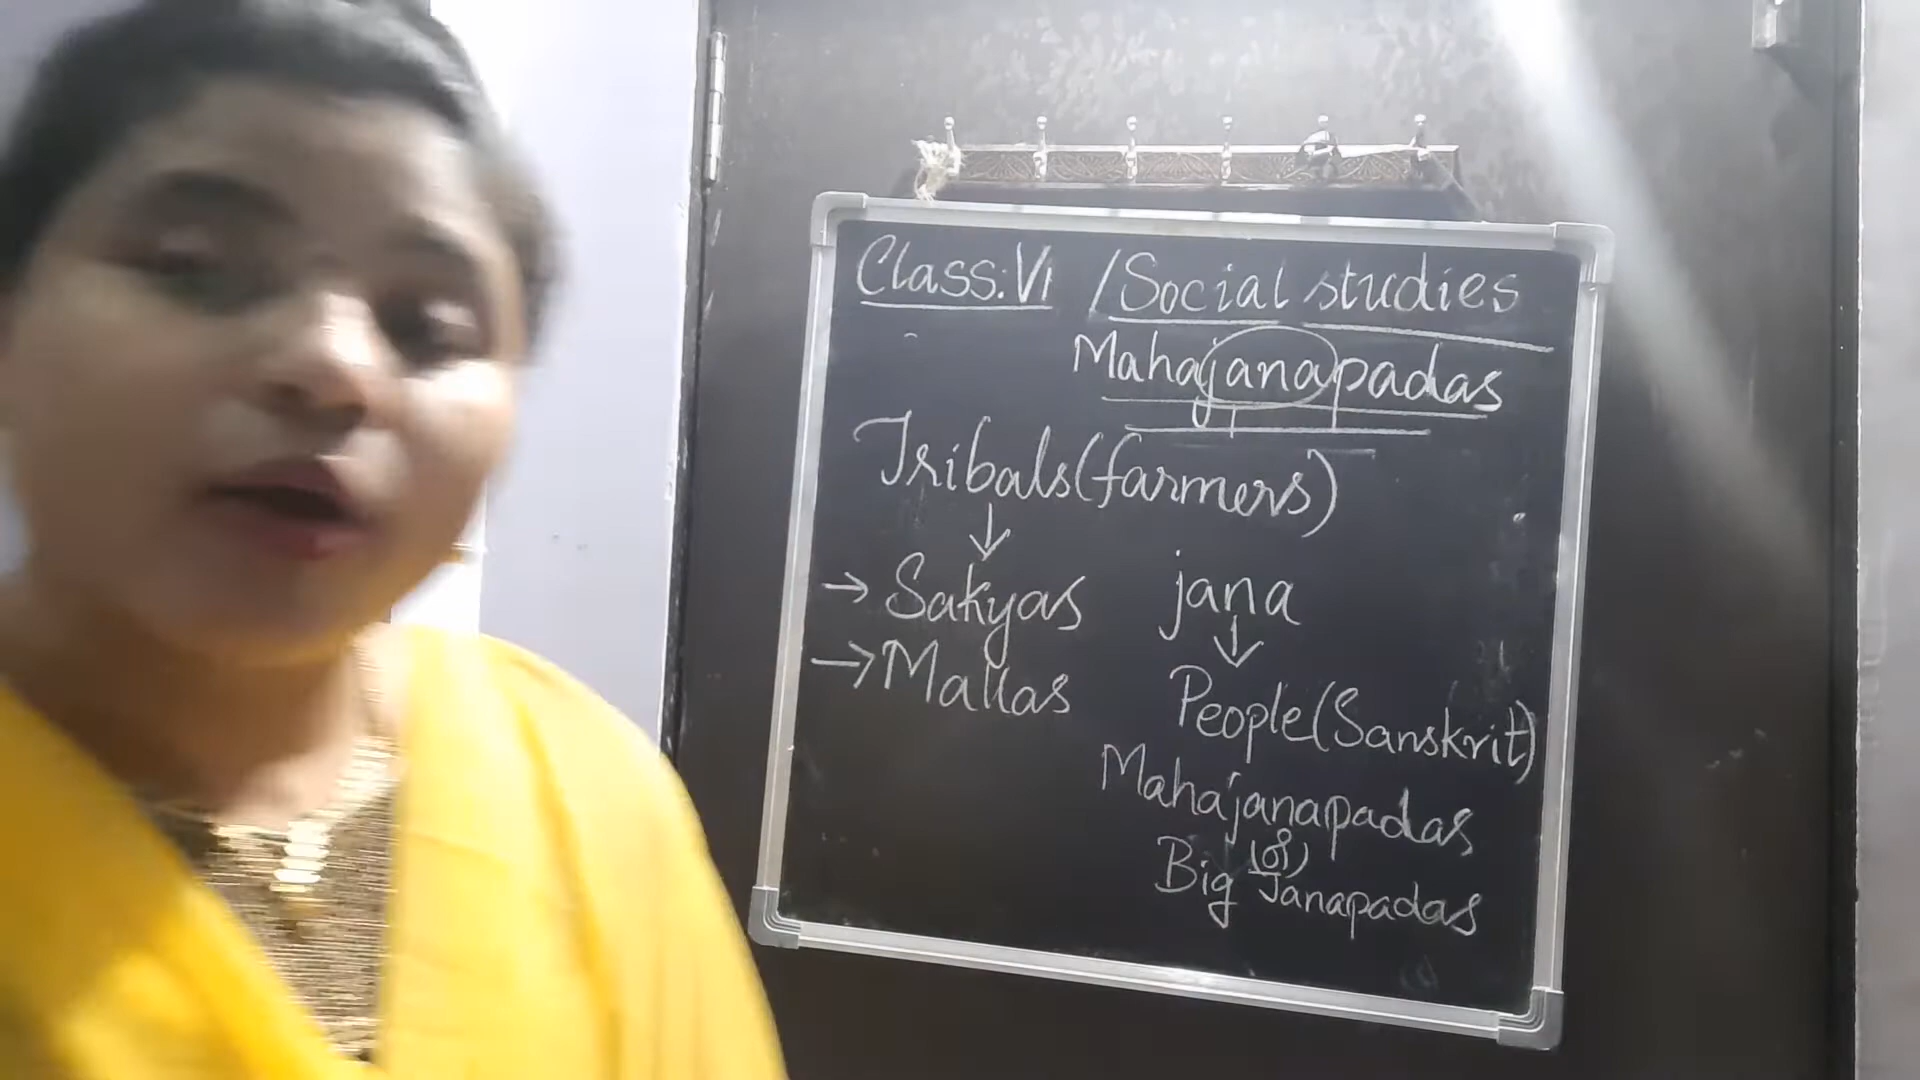 Class: VI /Social studies
Mahajanapadas
Tribals(farmers)
↓
→ Sakyas
→ Mallas
jana
↓
People(Sanskrit)
Mahajanapadas
(or)
Big Janapadas